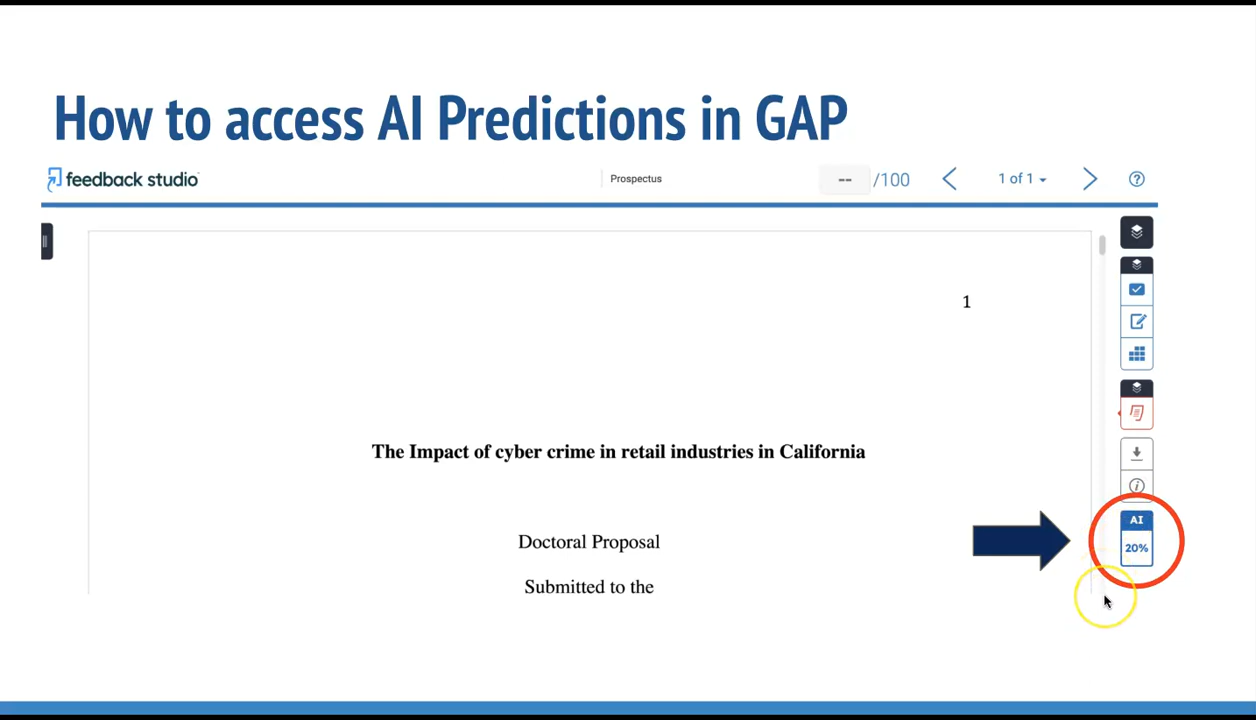 How to access AI Predictions in GAP
feedback studio
Prospectus
-- /100
1 of 1
1
The Impact of cyber crime in retail industries in California
Doctoral Proposal
Submitted to the
AI
20%